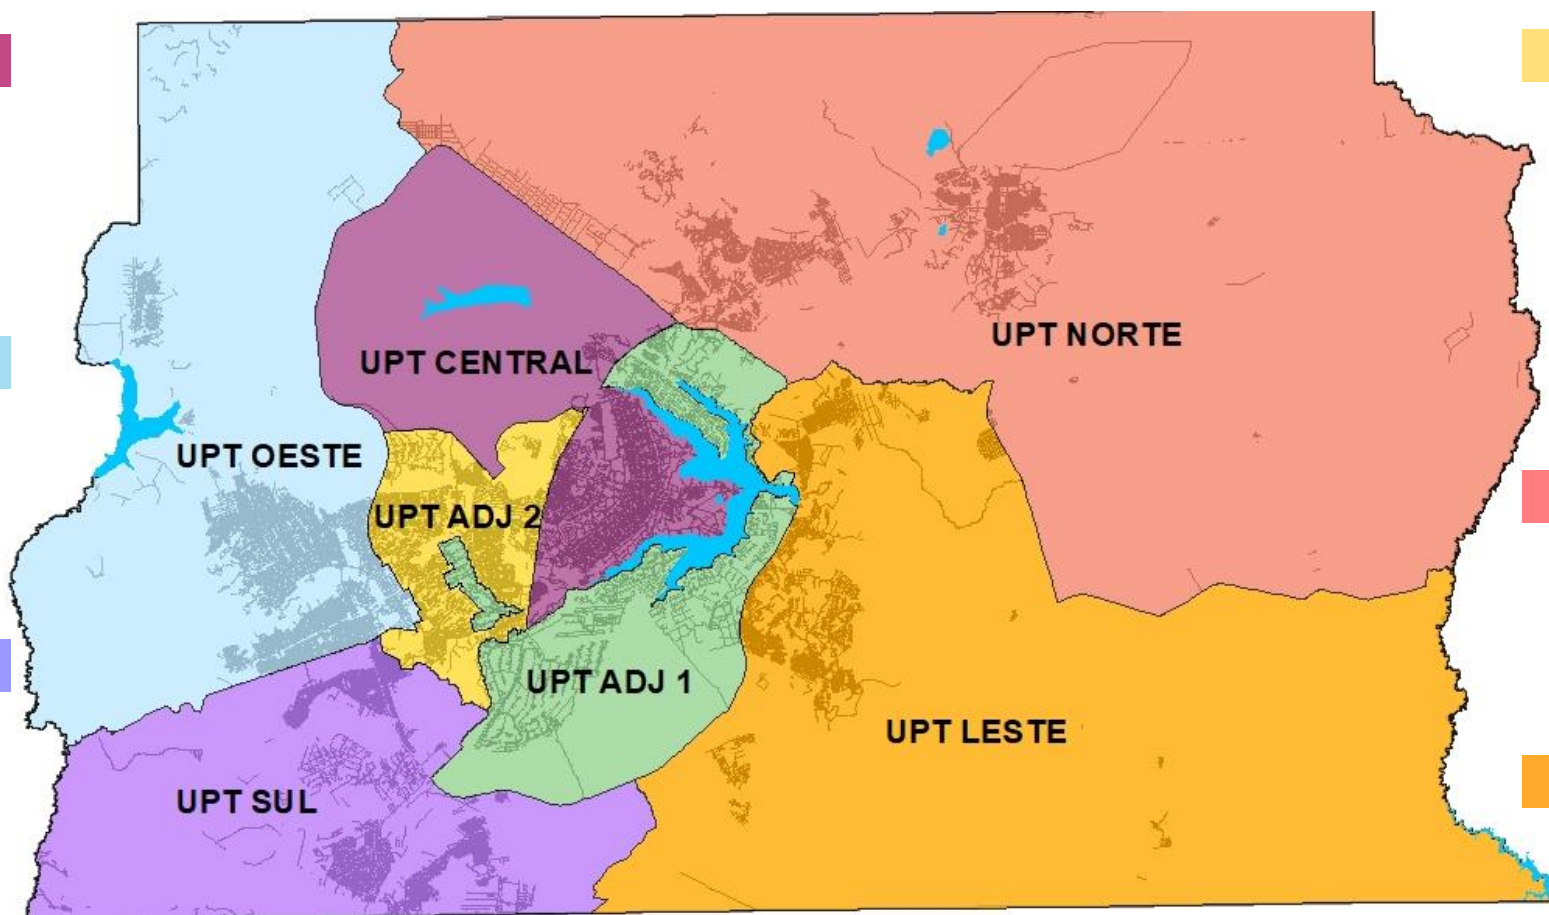 UPT NORTE
UPT CENTRAL
UPT OESTE
UPT ADJ 2
UPT ADJ 1
UPT LESTE
UPT SUL